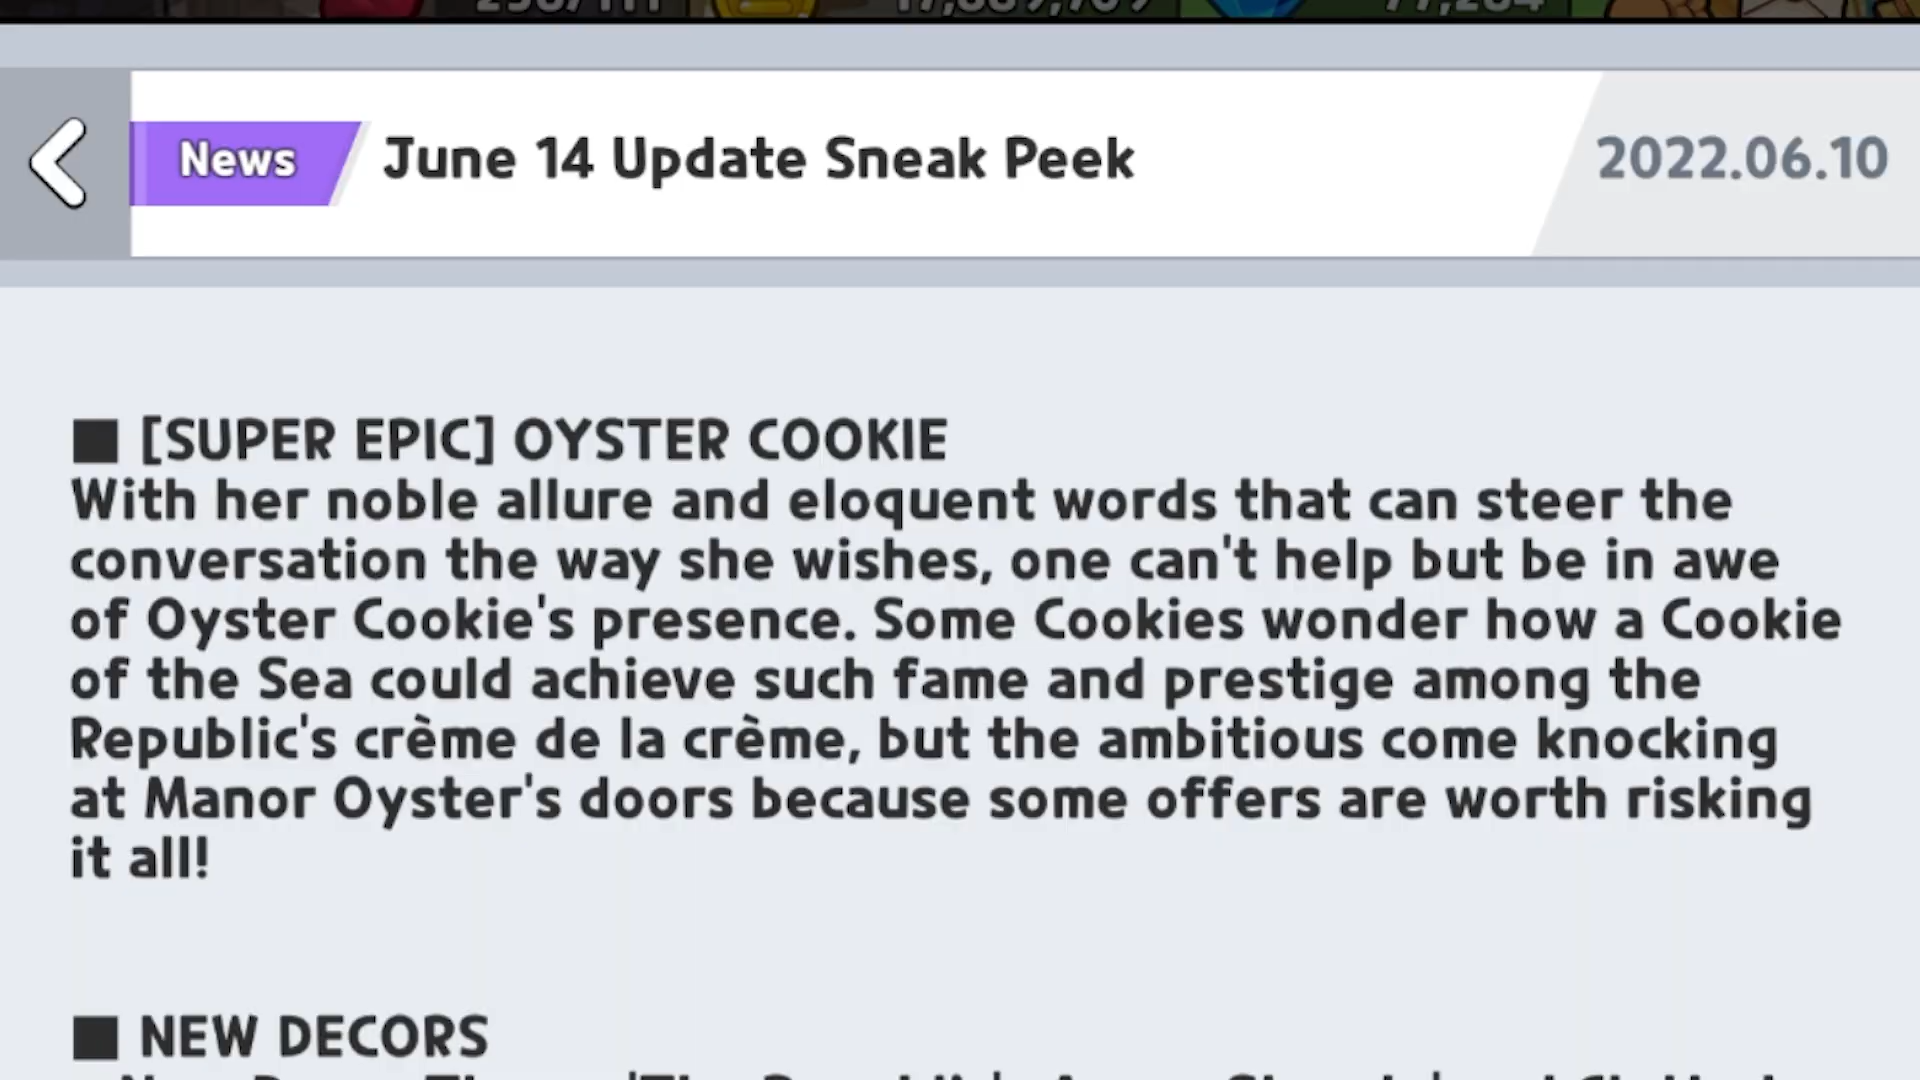 News
June 14 Update Sneak Peek
2022.06.10
■ [SUPER EPIC] OYSTER COOKIE
With her noble allure and eloquent words that can steer the
conversation the way she wishes, one can't help but be in awe
of Oyster Cookie's presence. Some Cookies wonder how a Cookie
of the Sea could achieve such fame and prestige among the
Republic's crème de la crème, but the ambitious come knocking
at Manor Oyster's doors because some offers are worth risking
it all!
■ NEW DECORS